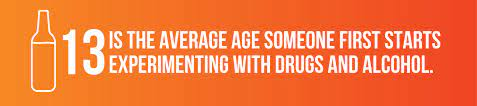 13 IS THE AVERAGE AGE SOMEONE FIRST STARTS
EXPERIMENTING WITH DRUGS AND ALCOHOL.